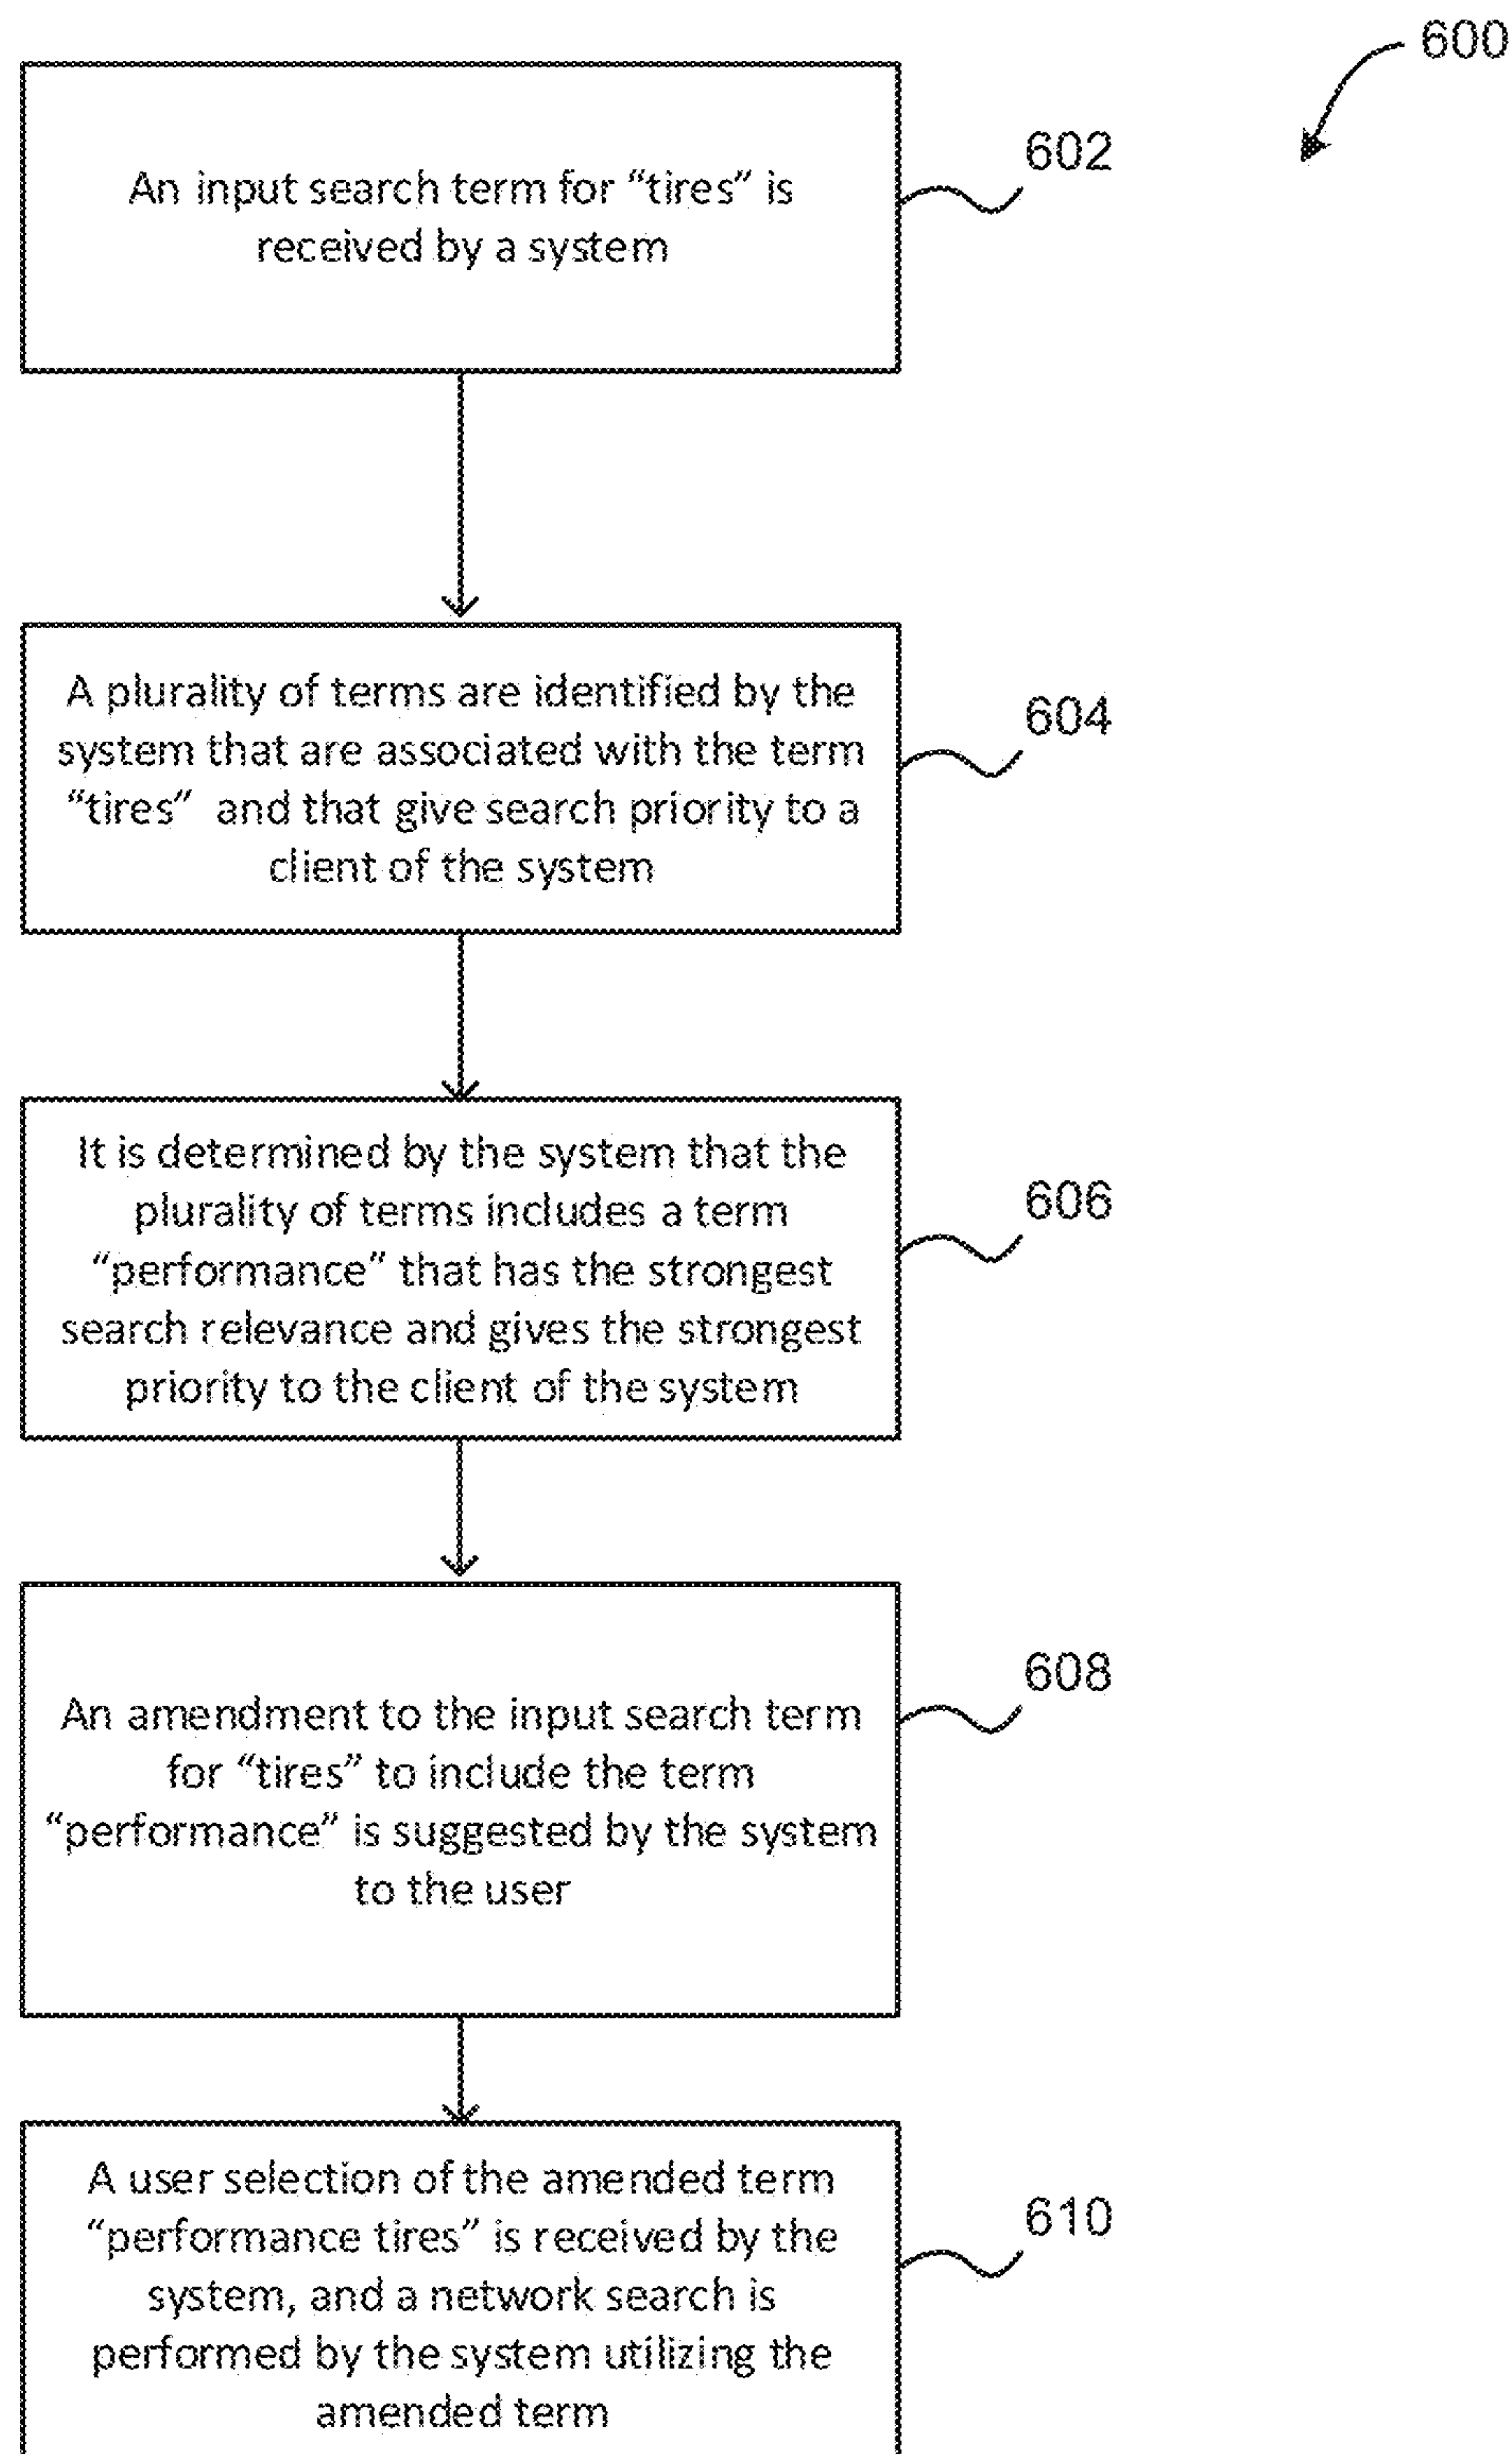 600
An input search term for “tires” is
received by a system
602
A plurality of terms are identified by the
system that are associated with the term
“tires” and that give search priority to a
client of the system
604
It is determined by the system that the
plurality of terms includes a term
“performance” that has the strongest
search relevance and gives the strongest
priority to the client of the system
606
An amendment to the input search term
for “tires” to include the term
“performance” is suggested by the system
to the user
608
A user selection of the amended term
“performance tires” is received by the
system, and a network search is
performed by the system utilizing the
amended term
610